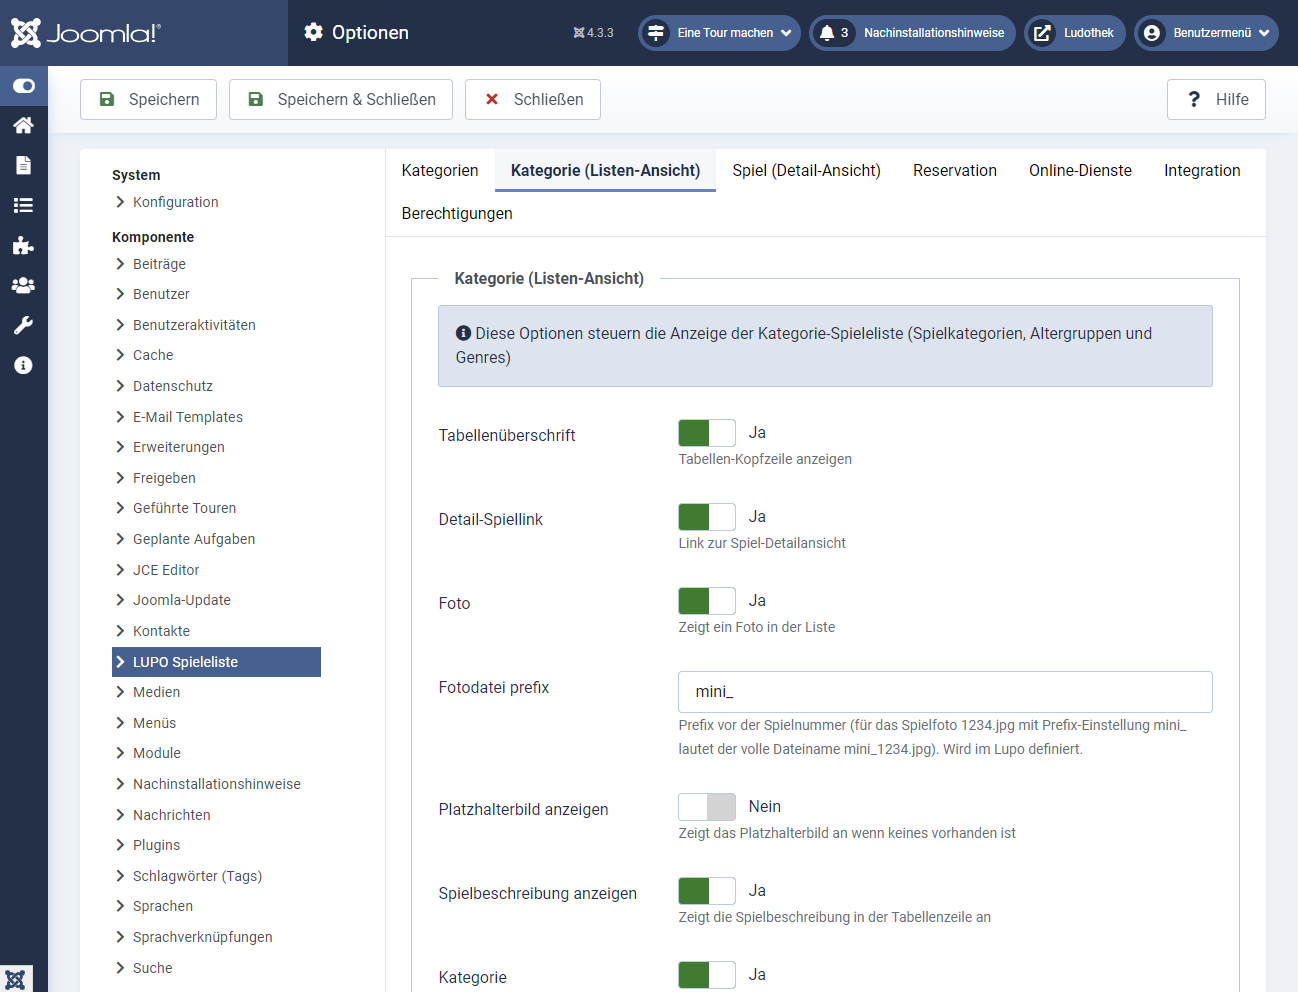 Joomla!®
Optionen
4.3.3
Eine Tour machen
3
Nachinstallationshinweise
Ludothek
Benutzermenü
Speichern
Speichern & Schließen
Schließen
? Hilfe
System
Konfiguration
Komponente
Beiträge
Benutzer
Benutzeraktivitäten
Cache
Datenschutz
E-Mail Templates
Erweiterungen
Freigeben
Geführte Touren
Geplante Aufgaben
JCE Editor
Joomla-Update
Kontakte
LUPO Spieleliste
Medien
Menüs
Module
Nachinstallationshinweise
Nachrichten
Plugins
Schlagwörter (Tags)
Sprachen
Sprachverknüpfungen
Suche
Kategorien
Kategorie (Listen-Ansicht)
Spiel (Detail-Ansicht)
Reservation
Online-Dienste
Integration
Berechtigungen
Kategorie (Listen-Ansicht)
Diese Optionen steuern die Anzeige der Kategorie-Spieleliste (Spielkategorien, Altergruppen und
Genres)
Tabellenüberschrift
Ja
Tabellen-Kopfzeile anzeigen
Detail-Spiellink
Ja
Link zur Spiel-Detailansicht
Foto
Ja
Zeigt ein Foto in der Liste
Fotodatei prefix
mini_
Prefix vor der Spielnummer (für das Spielfoto 1234.jpg mit Prefix-Einstellung mini_
lautet der volle Dateiname mini_1234.jpg). Wird im Lupo definiert.
Platzhalterbild anzeigen
Nein
Zeigt das Platzhalterbild an wenn keines vorhanden ist
Spielbeschreibung anzeigen
Ja
Zeigt die Spielbeschreibung in der Tabellenzeile an
Kategorie
Ja